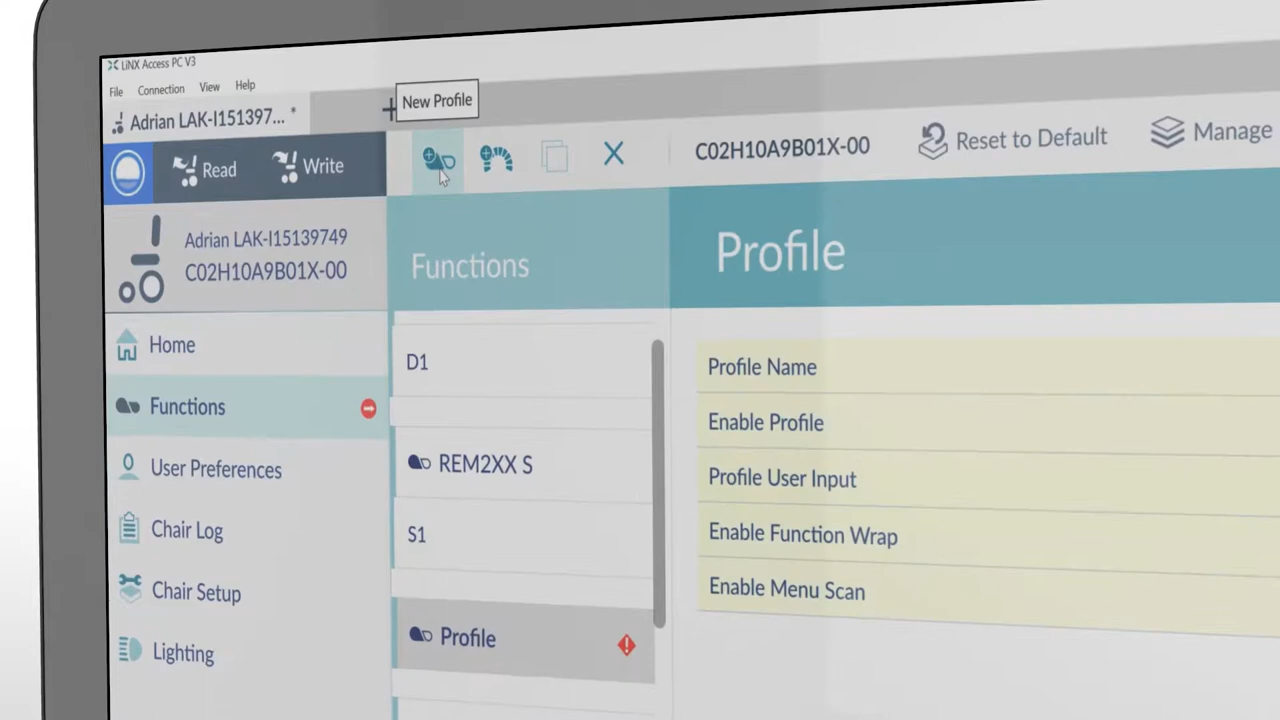 LiNX Access PC V3
File Connection View Help
Adrian LAK-I151397... *
+
New Profile
Read
Write
C02H10A9B01X-00
Reset to Default
Manage
Adrian LAK-I15139749
C02H10A9B01X-00
Home
Functions
User Preferences
Chair Log
Chair Setup
Lighting
Functions
D1
REM2XX S
S1
Profile
Profile
Profile Name
Enable Profile
Profile User Input
Enable Function Wrap
Enable Menu Scan